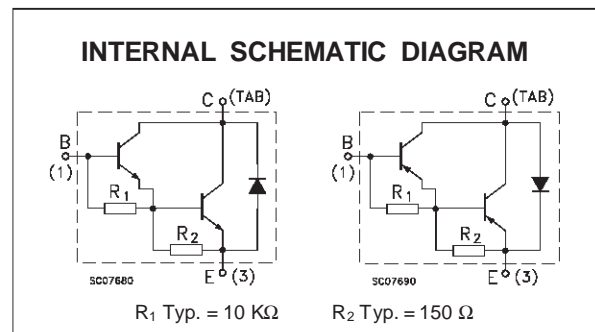 INTERNAL SCHEMATIC DIAGRAM
C (TAB)
B
(1)
R1
R2
E (3)
SC07680
C (TAB)
B
(1)
R1
R2
E (3)
SC07690
R1 Typ. = 10 KΩ R2 Typ. = 150 Ω